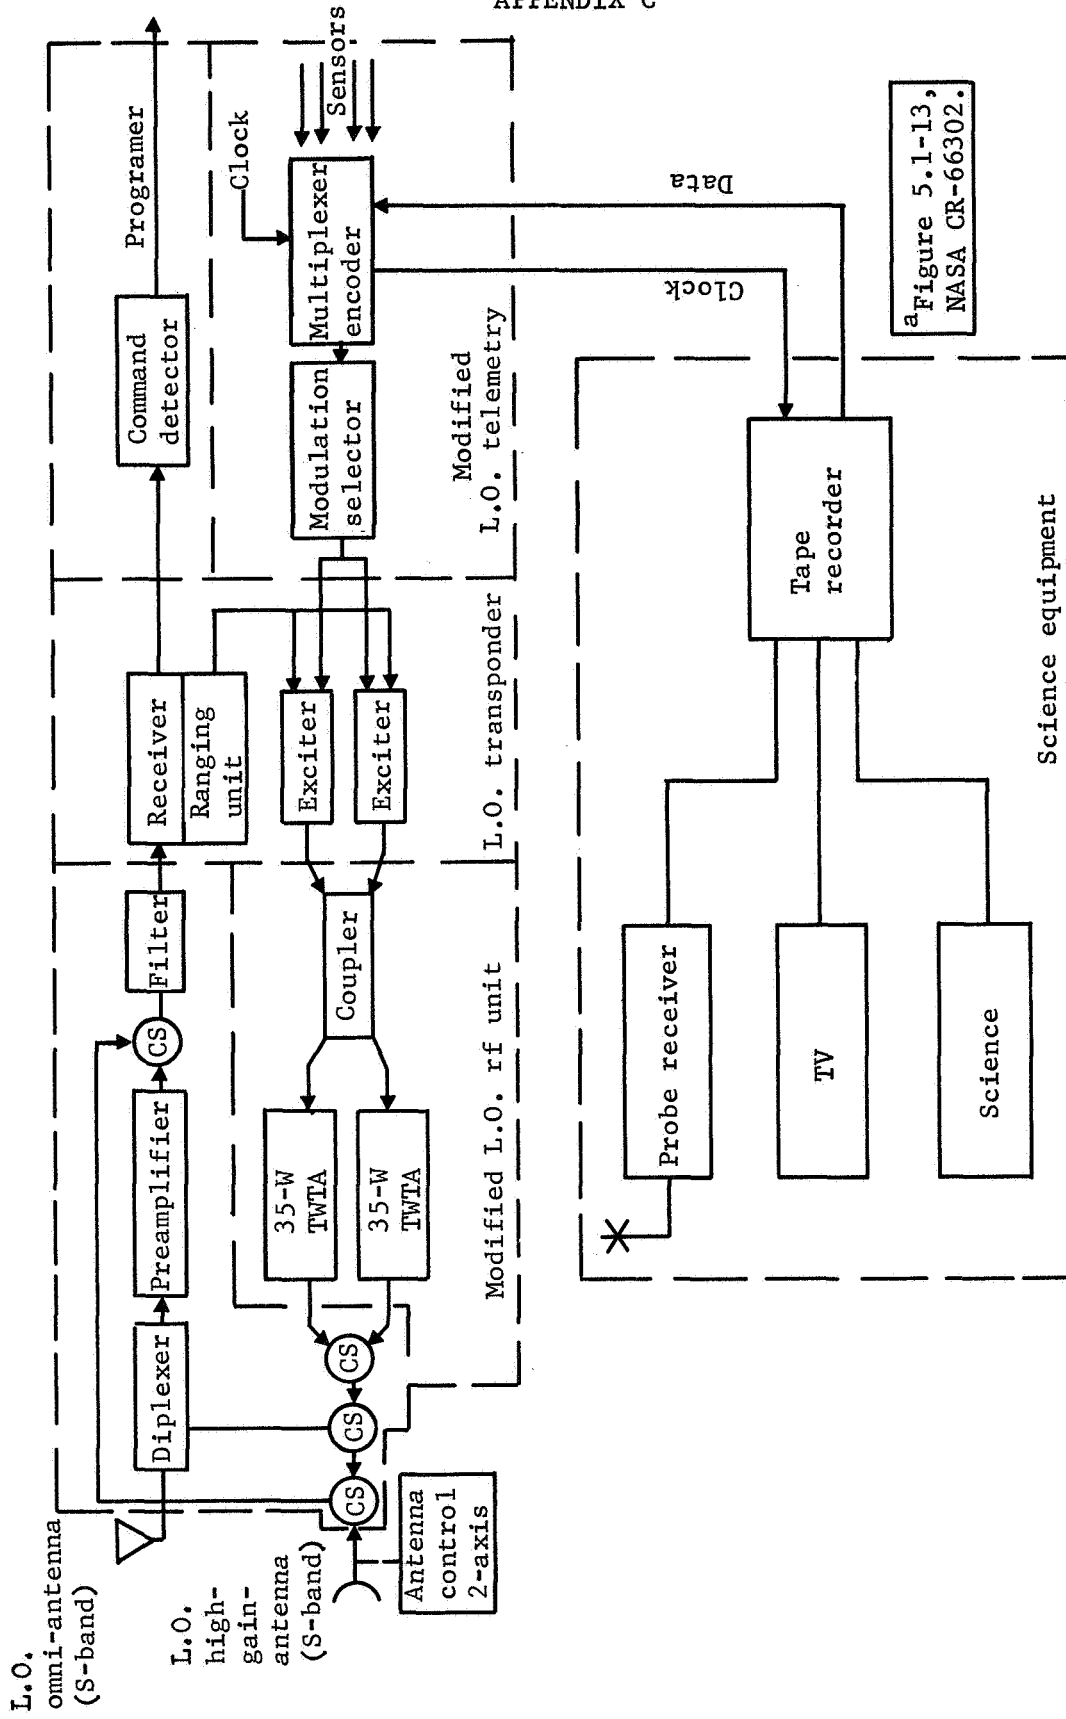 APPENDIX C
L.O.
omni-antenna
(S-band)
L.O.
high-
gain-
antenna
(S-band)
Antenna
control
2-axis
Diplexer
Preamplifier
CS
Filter
Receiver
Ranging
unit
Command
detector
Programer
CS
CS
CS
35-W
TWTA
35-W
TWTA
Coupler
Exciter
Exciter
Modulation
selector
Multiplexer
encoder
Clock
Sensors
Modified L.O. rf unit
L.O. transponder
Modified
L.O. telemetry
Clock
Data
Probe receiver
TV
Science
Tape
recorder
Science equipment
aFigure 5.1-13,
NASA CR-66302.